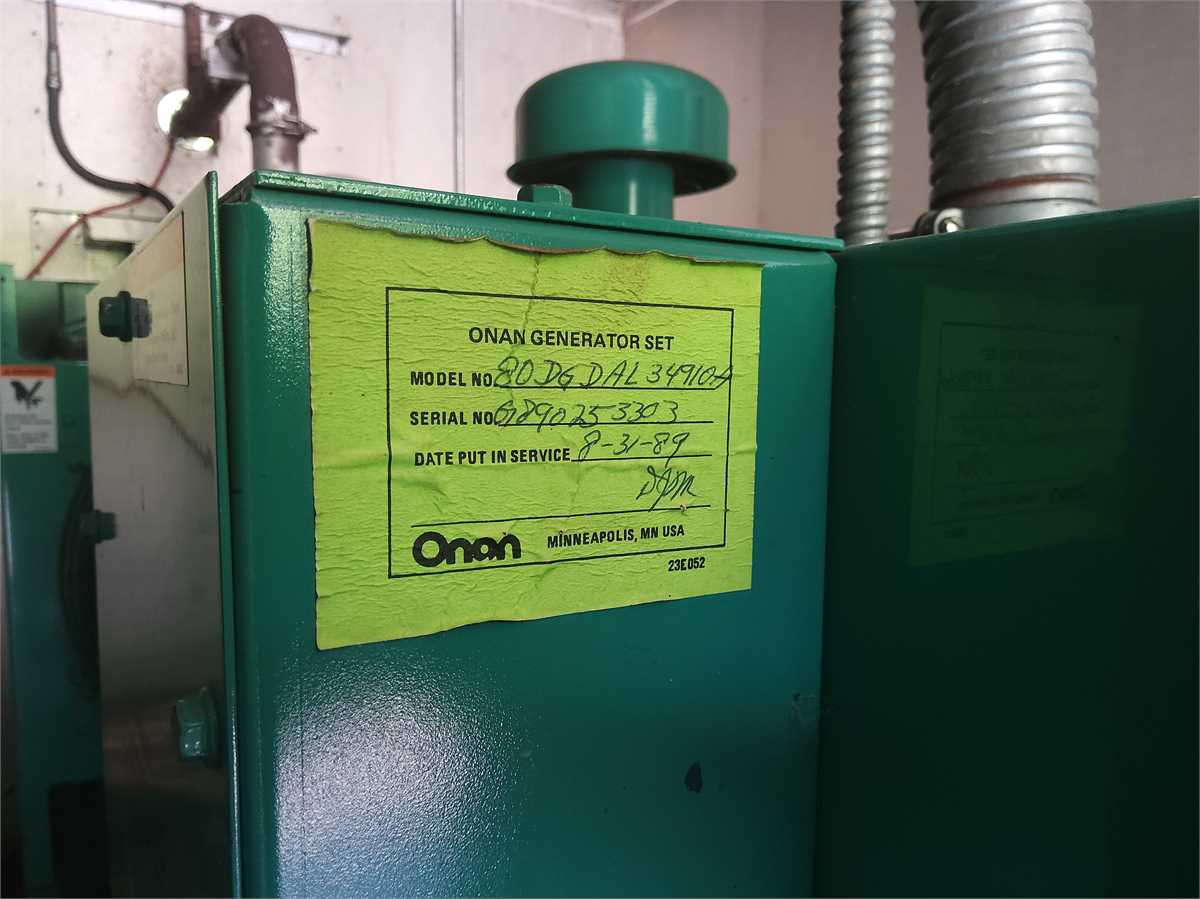 ONAN GENERATOR SET
MODEL NO. 80DGDAL34910A
SERIAL NO. G890253303
DATE PUT IN SERVICE 8-31-89
Onan MINNEAPOLIS, MN USA
23E052